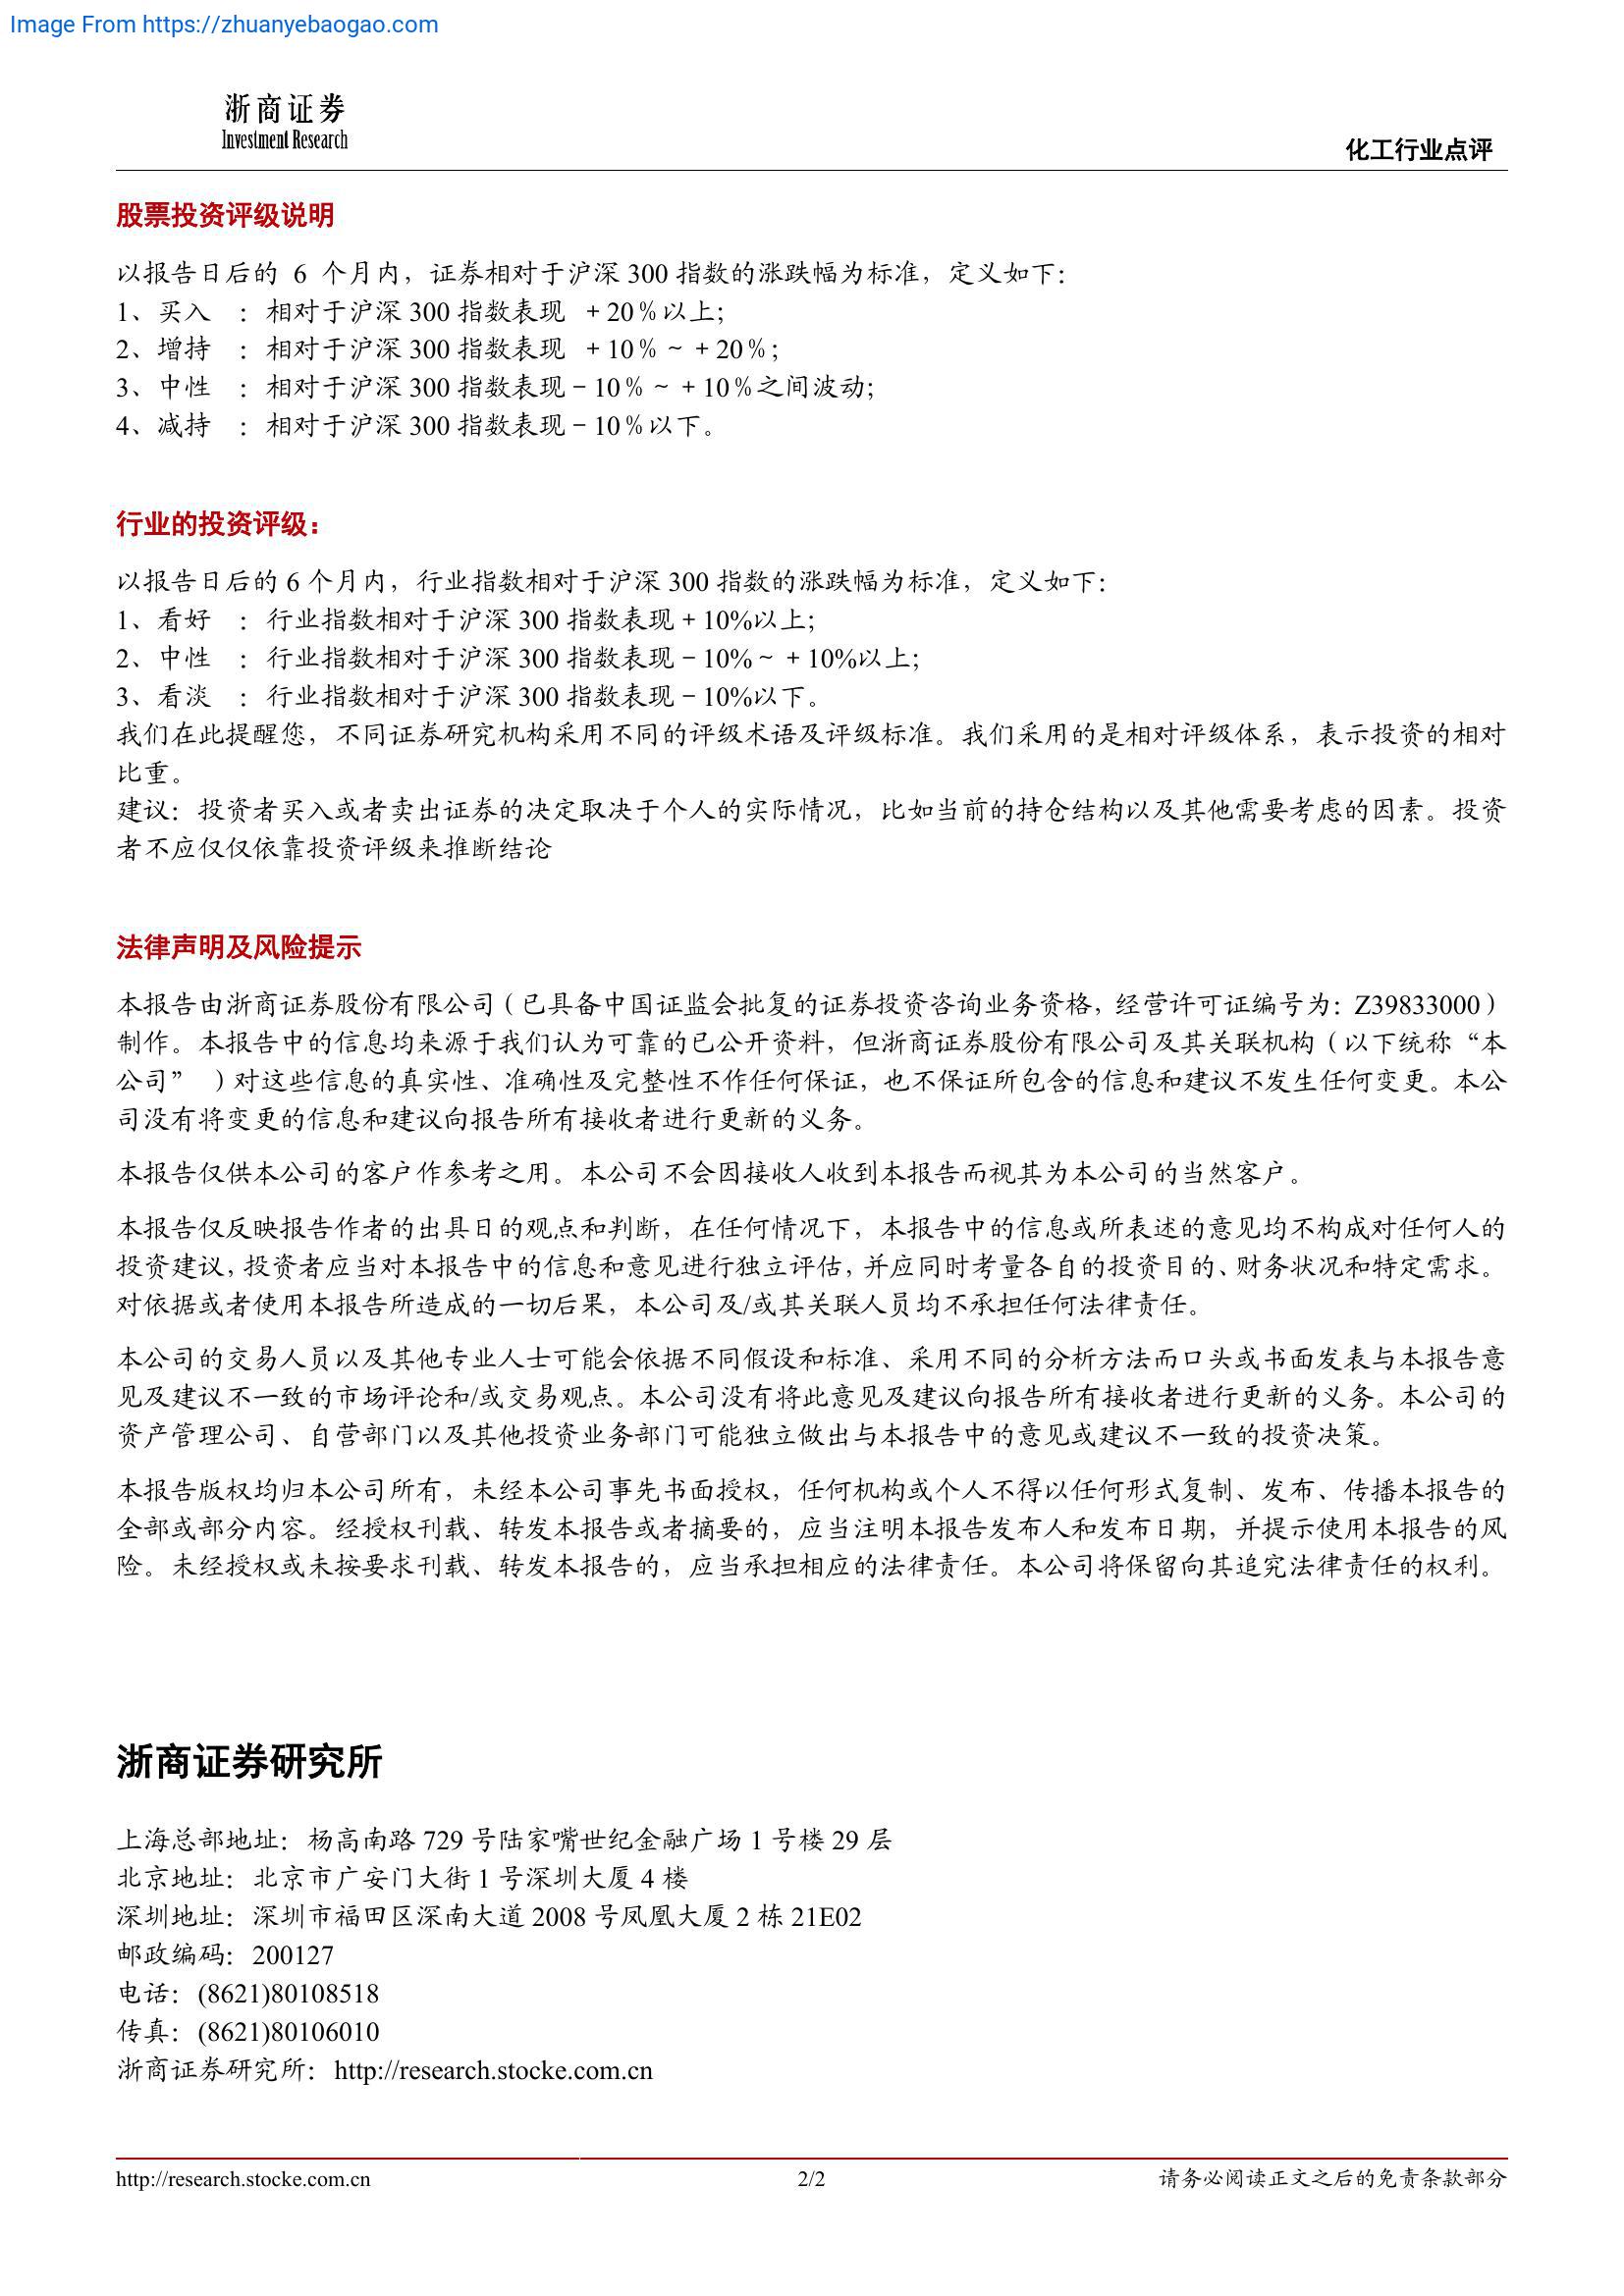 Image From https://zhuanyebaogao.com
浙商证券
Investment Research
化工行业点评
股票投资评级说明
以报告日后的 6 个月内，证券相对于沪深 300 指数的涨跌幅为标准，定义如下：
1、买入 ：相对于沪深 300 指数表现 ＋20％以上；
2、增持 ：相对于沪深 300 指数表现 ＋10％～＋20％；
3、中性 ：相对于沪深 300 指数表现－10％～＋10％之间波动；
4、减持 ：相对于沪深 300 指数表现－10％以下。
行业的投资评级：
以报告日后的 6 个月内，行业指数相对于沪深 300 指数的涨跌幅为标准，定义如下：
1、看好 ：行业指数相对于沪深 300 指数表现＋10%以上；
2、中性 ：行业指数相对于沪深 300 指数表现－10%～＋10%以上；
3、看淡 ：行业指数相对于沪深 300 指数表现－10%以下。
我们在此提醒您，不同证券研究机构采用不同的评级术语及评级标准。我们采用的是相对评级体系，表示投资的相对
比重。
建议：投资者买入或者卖出证券的决定取决于个人的实际情况，比如当前的持仓结构以及其他需要考虑的因素。投资
者不应仅仅依靠投资评级来推断结论
法律声明及风险提示
本报告由浙商证券股份有限公司（已具备中国证监会批复的证券投资咨询业务资格，经营许可证编号为：Z39833000）
制作。本报告中的信息均来源于我们认为可靠的已公开资料，但浙商证券股份有限公司及其关联机构（以下统称“本
公司” ）对这些信息的真实性、准确性及完整性不作任何保证，也不保证所包含的信息和建议不发生任何变更。本公
司没有将变更的信息和建议向报告所有接收者进行更新的义务。
本报告仅供本公司的客户作参考之用。本公司不会因接收人收到本报告而视其为本公司的当然客户。
本报告仅反映报告作者的出具日的观点和判断，在任何情况下，本报告中的信息或所表述的意见均不构成对任何人的
投资建议，投资者应当对本报告中的信息和意见进行独立评估，并应同时考量各自的投资目的、财务状况和特定需求。
对依据或者使用本报告所造成的一切后果，本公司及/或其关联人员均不承担任何法律责任。
本公司的交易人员以及其他专业人士可能会依据不同假设和标准、采用不同的分析方法而口头或书面发表与本报告意
见及建议不一致的市场评论和/或交易观点。本公司没有将此意见及建议向报告所有接收者进行更新的义务。本公司的
资产管理公司、自营部门以及其他投资业务部门可能独立做出与本报告中的意见或建议不一致的投资决策。
本报告版权均归本公司所有，未经本公司事先书面授权，任何机构或个人不得以任何形式复制、发布、传播本报告的
全部或部分内容。经授权刊载、转发本报告或者摘要的，应当注明本报告发布人和发布日期，并提示使用本报告的风
险。未经授权或未按要求刊载、转发本报告的，应当承担相应的法律责任。本公司将保留向其追究法律责任的权利。
浙商证券研究所
上海总部地址：杨高南路 729 号陆家嘴世纪金融广场 1 号楼 29 层
北京地址：北京市广安门大街 1 号深圳大厦 4 楼
深圳地址：深圳市福田区深南大道 2008 号凤凰大厦 2 栋 21E02
邮政编码：200127
电话：(8621)80108518
传真：(8621)80106010
浙商证券研究所：http://research.stocke.com.cn
http://research.stocke.com.cn
2/2
请务必阅读正文之后的免责条款部分